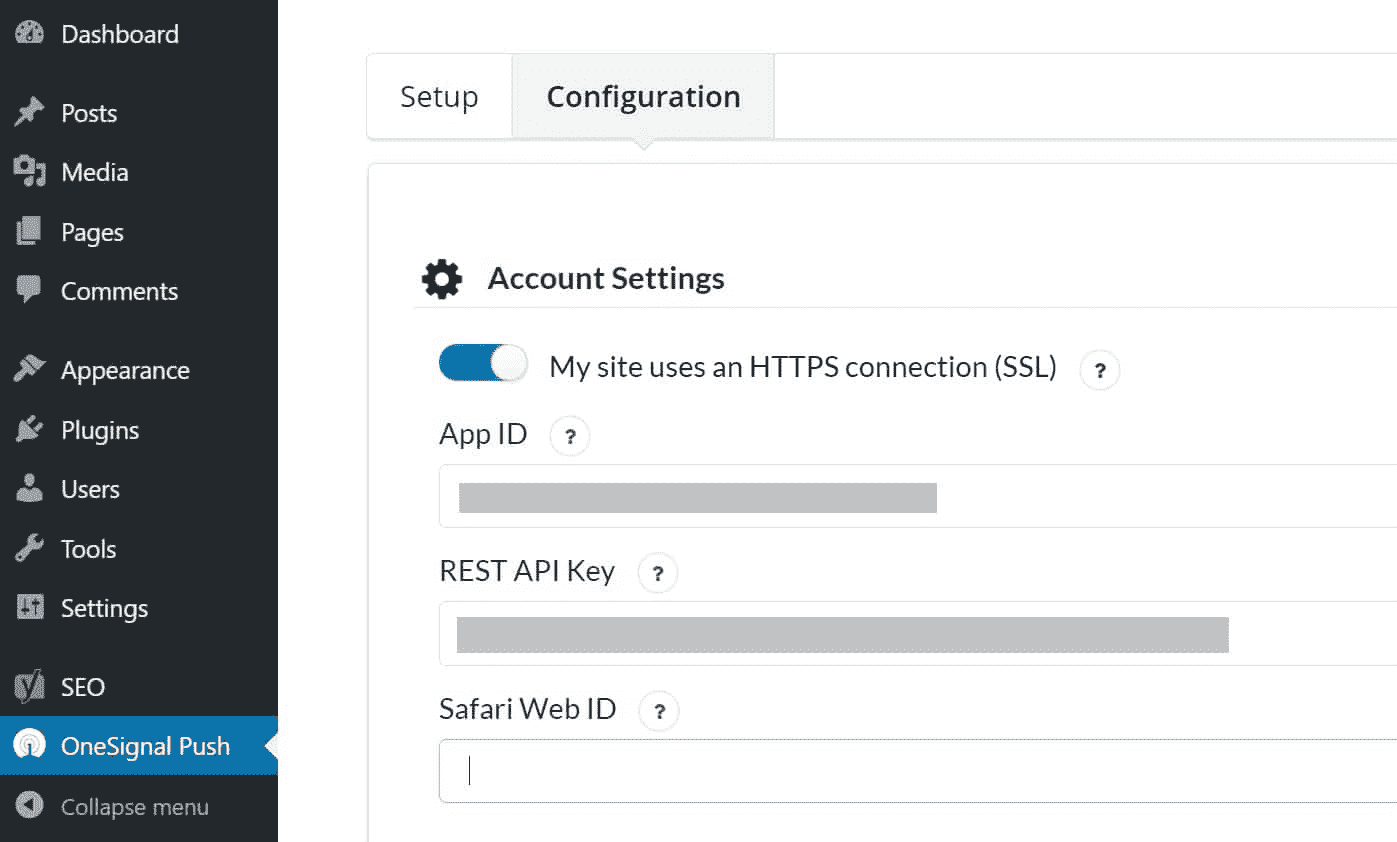 Dashboard
Posts
Media
Pages
Comments
Appearance
Plugins
Users
Tools
Settings
SEO
OneSignal Push
Collapse menu
Setup
Configuration
Account Settings
My site uses an HTTPS connection (SSL) ?
App ID ?
REST API Key ?
Safari Web ID ?